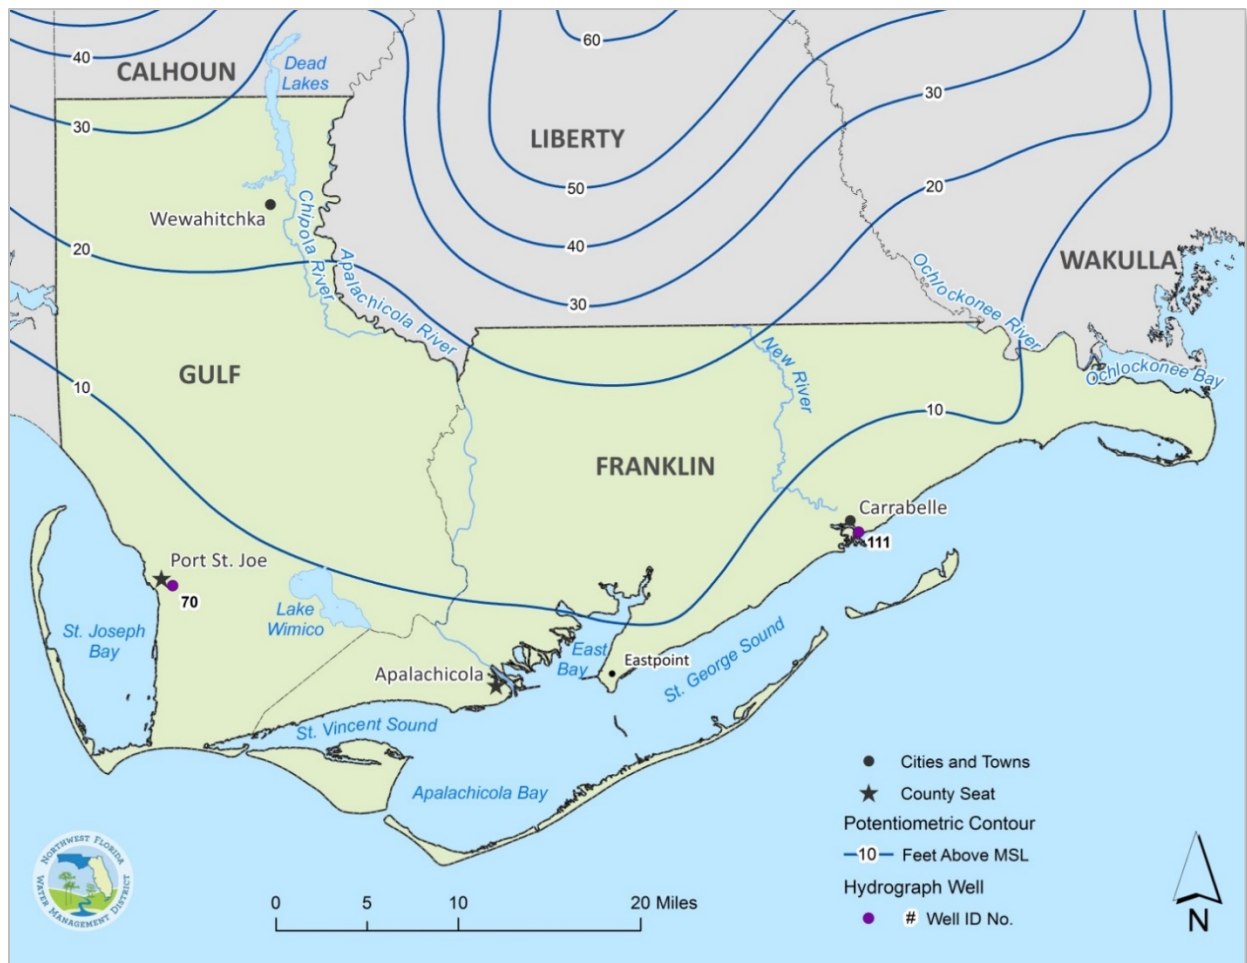 60
40
Dead
Lakes
CALHOUN
30
30
LIBERTY
50
20
Wewahitchka
Chipola River
40
20
Apalachicola River
Ochlockonee River
WAKULLA
30
New River
Ochlockonee Bay
GULF
10
10
FRANKLIN
Carrabelle
111
Port St. Joe
70
Lake
Wimico
St. Joseph
Bay
East
Bay
Eastpoint
St. George Sound
Apalachicola
St. Vincent Sound
Apalachicola Bay
Cities and Towns
County Seat
Potentiometric Contour
10 Feet Above MSL
Hydrograph Well
# Well ID No.
NORTHWEST FLORIDA
WATER MANAGEMENT DISTRICT
0 5 10 20 Miles
N